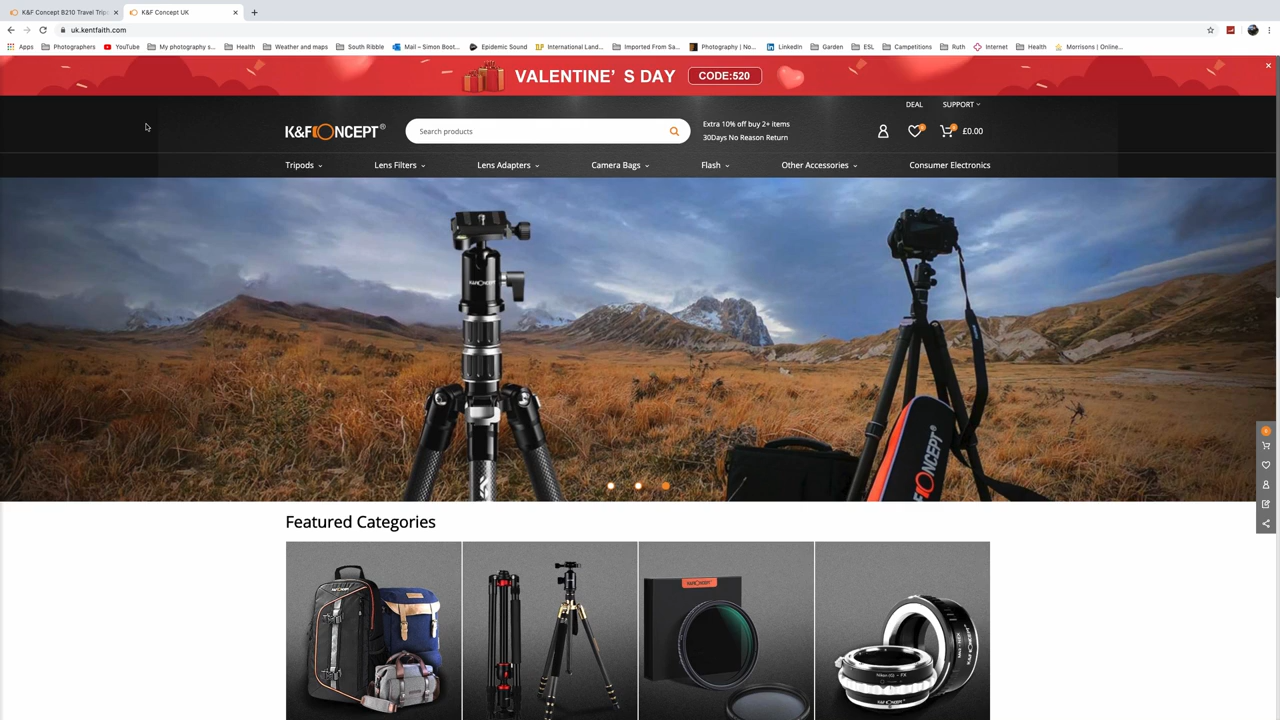 K&F Concept B210 Travel Trip
K&F Concept UK
uk.kentfaith.com
Apps
Photographers
YouTube
My photography s...
Health
Weather and maps
South Ribble
Mail – Simon Boot...
Epidemic Sound
International Land...
Imported From Sa...
Photography | No...
LinkedIn
Garden
ESL
Competitions
Ruth
Internet
Health
Morrisons | Online...
VALENTINE' S DAY
CODE:520
DEAL
SUPPORT
K&F CONCEPT®
Search products
Extra 10% off buy 2+ items
30Days No Reason Return
£0.00
Tripods
Lens Filters
Lens Adapters
Camera Bags
Flash
Other Accessories
Consumer Electronics
K&F CONCEPT
K&F CONCEPT®
Featured Categories
K&F CONCEPT
Nikon(G) - FX